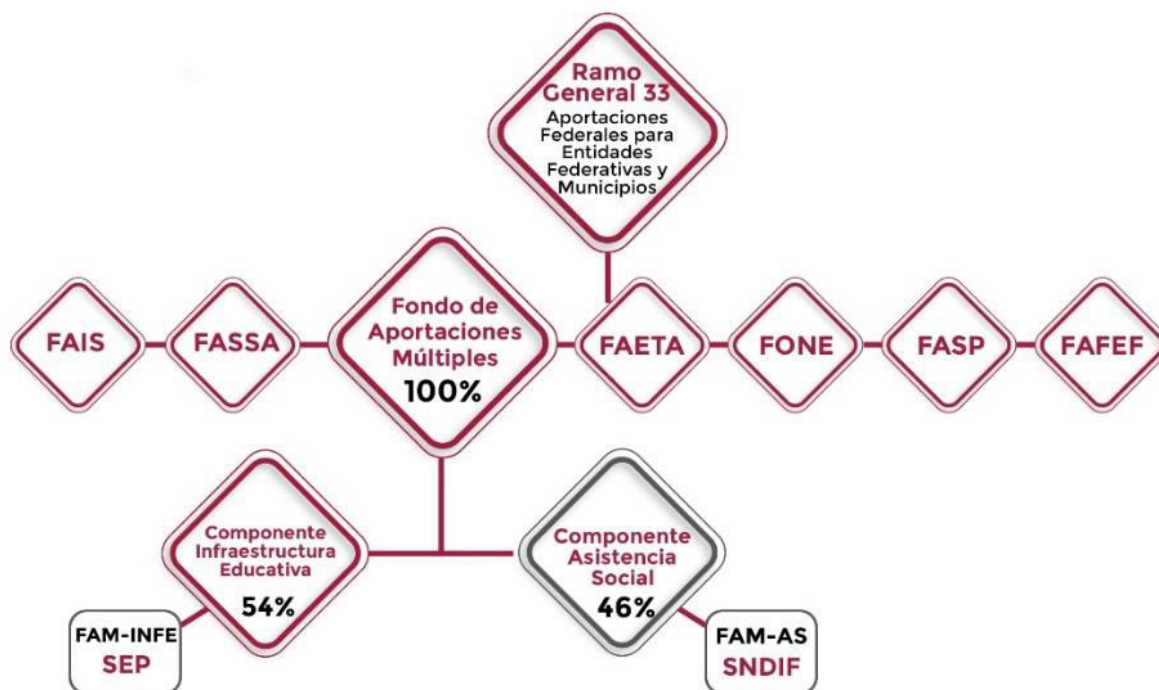 Ramo
General 33
Aportaciones
Federales para
Entidades
Federativas y
Municipios
FAIS
FASSA
Fondo de
Aportaciones
Múltiples
100%
FAETA
FONE
FASP
FAFEF
Componente
Infraestructura
Educativa
54%
Componente
Asistencia
Social
46%
FAM-INFE
SEP
FAM-AS
SNDIF